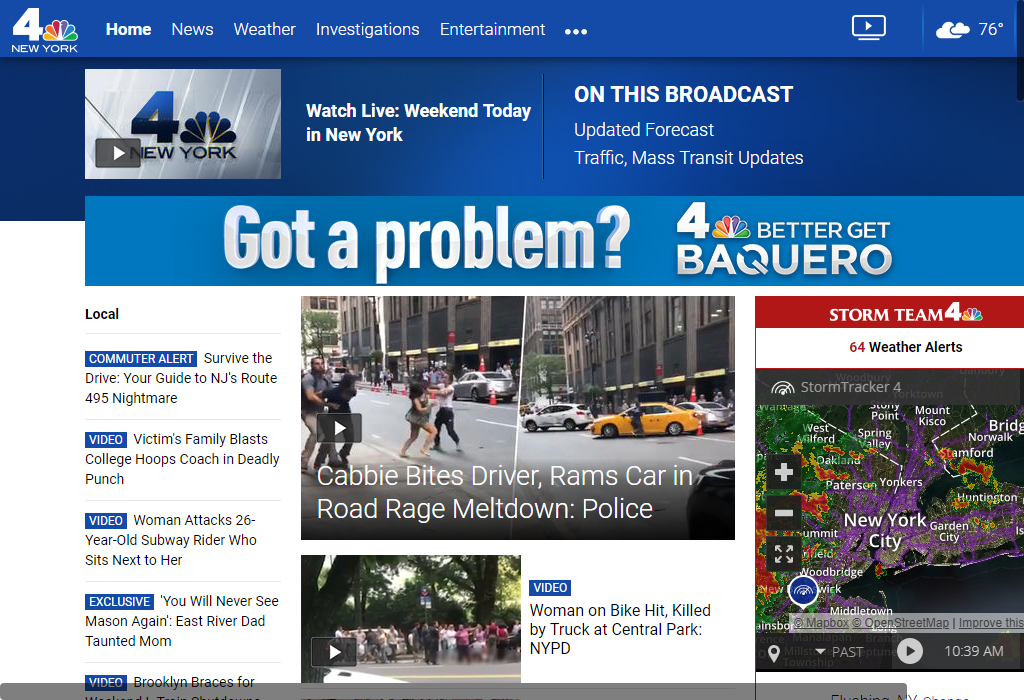 4
NEW YORK
Home
News
Weather
Investigations
Entertainment
76°
4
NEW YORK
Watch Live: Weekend Today
in New York
ON THIS BROADCAST
Updated Forecast
Traffic, Mass Transit Updates
Got a problem?
4 BETTER GET
BAQUERO
Local
COMMUTER ALERT Survive the
Drive: Your Guide to NJ's Route
495 Nightmare
VIDEO Victim's Family Blasts
College Hoops Coach in Deadly
Punch
VIDEO Woman Attacks 26-
Year-Old Subway Rider Who
Sits Next to Her
EXCLUSIVE 'You Will Never See
Mason Again': East River Dad
Taunted Mom
VIDEO Brooklyn Braces for
Cabbie Bites Driver, Rams Car in
Road Rage Meltdown: Police
VIDEO
Woman on Bike Hit, Killed
by Truck at Central Park:
NYPD
STORM TEAM 4
64 Weather Alerts
StormTracker 4
Stony
Point
Mount
Kisco
West
Milford
Spring
Valley
Norwalk
Stamford
Oakland
Paterson
Yonkers
Huntington
New York
City
Garden
City
Woodbridge
Middletown
© Mapbox © OpenStreetMap | Improve this
PAST
10:39 AM
Flushing, NY Change